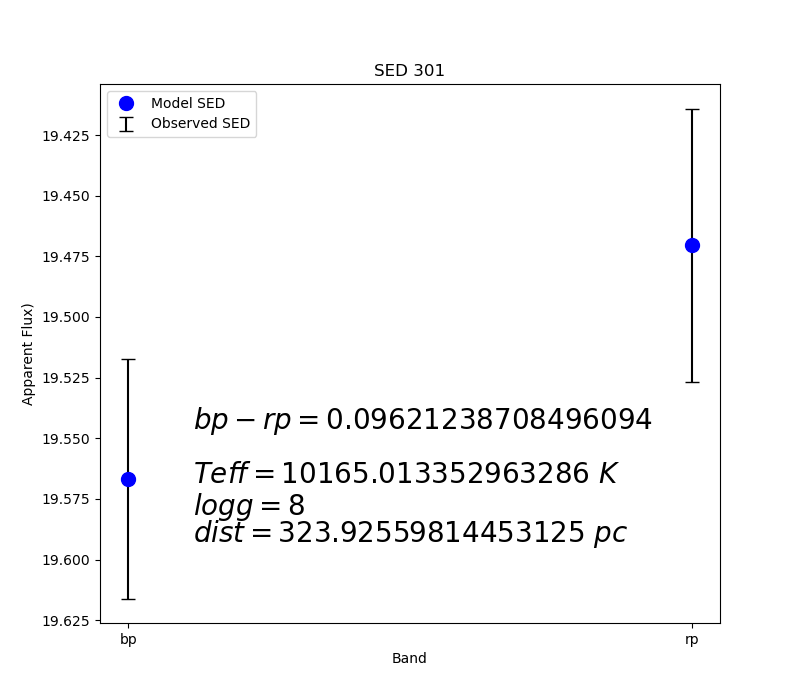 SED 301
Model SED
Observed SED
19.425
19.450
19.475
19.500
19.525
19.550
19.575
19.600
19.625
Apparent Flux)
bp − rp = 0.09621238708496094
Teff = 10165.013352963286 K
logg = 8
dist = 323.92559814453125 pc
bp
rp
Band